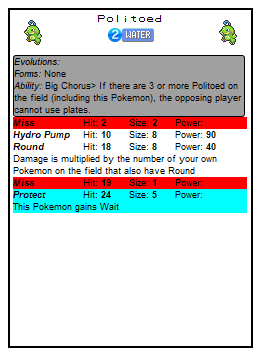 Politoed
2 WATER
Evolutions:
Forms: None
Ability: Big Chorus> If there are 3 or more Politoed on
the field (including this Pokemon), the opposing player
cannot use plates.
Miss Hit: 2 Size: 2 Power:
Hydro Pump Hit: 10 Size: 8 Power: 90
Round Hit: 18 Size: 8 Power: 40
Damage is multiplied by the number of your own
Pokemon on the field that also have Round
Miss Hit: 19 Size: 1 Power:
Protect Hit: 24 Size: 5 Power:
This Pokemon gains Wait